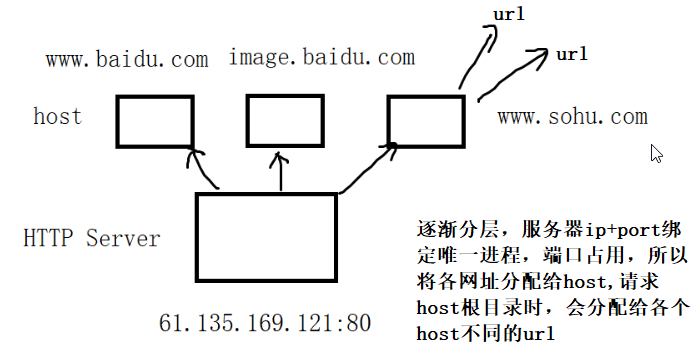 url
www.baidu.com
image.baidu.com
url
host
www.sohu.com
HTTP Server
逐渐分层，服务器ip+port绑
定唯一进程，端口占用，所以
将各网址分配给host,请求
host根目录时，会分配给各个
host不同的url
61.135.169.121:80